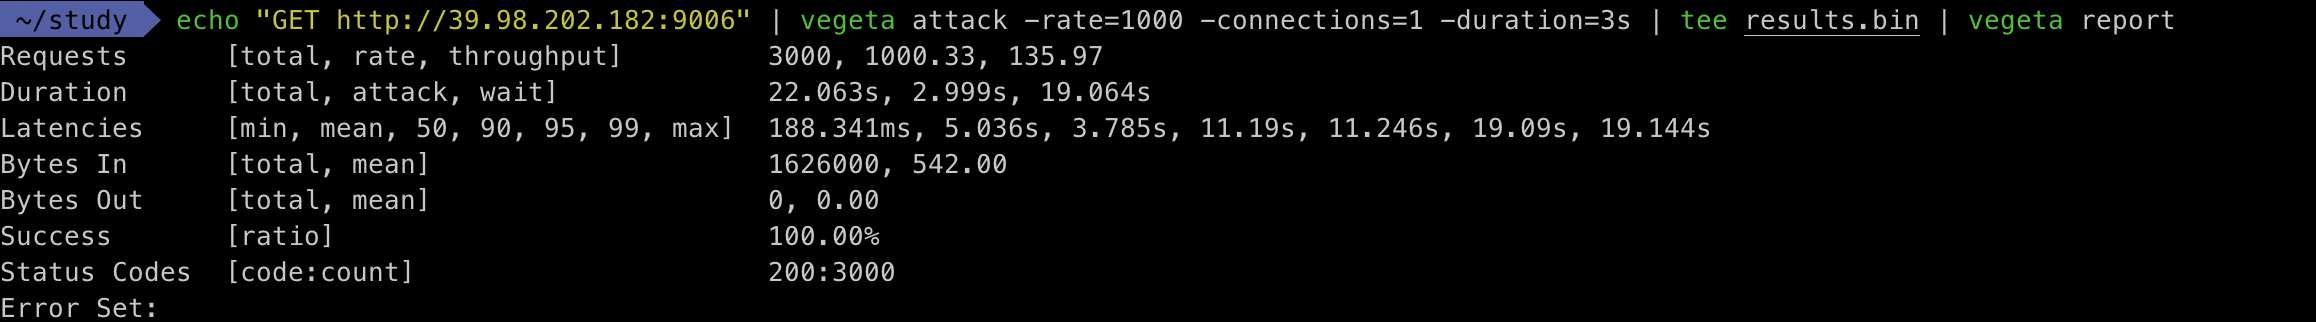 ~/study echo "GET http://39.98.202.182:9006" | vegeta attack -rate=1000 -connections=1 -duration=3s | tee results.bin | vegeta report
Requests      [total, rate, throughput]         3000, 1000.33, 135.97
Duration      [total, attack, wait]             22.063s, 2.999s, 19.064s
Latencies     [min, mean, 50, 90, 95, 99, max]  188.341ms, 5.036s, 3.785s, 11.19s, 11.246s, 19.09s, 19.144s
Bytes In      [total, mean]                     1626000, 542.00
Bytes Out     [total, mean]                     0, 0.00
Success       [ratio]                           100.00%
Status Codes  [code:count]                      200:3000
Error Set: